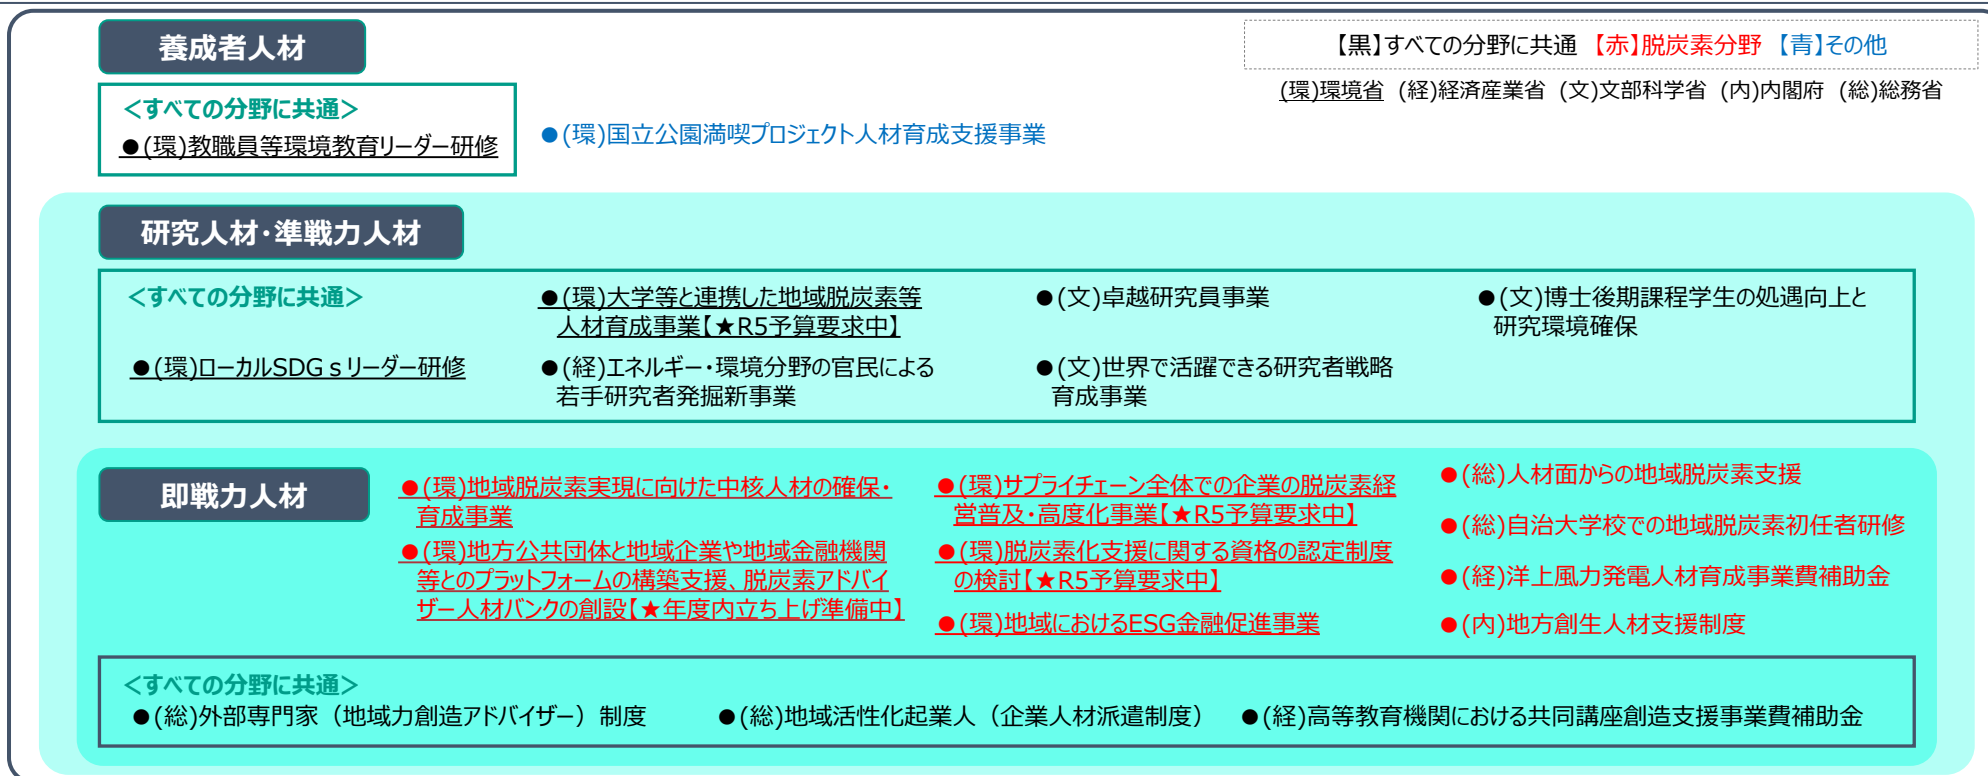 養成者人材
【黒】すべての分野に共通 【赤】脱炭素分野 【青】その他
(環)環境省 (経)経済産業省 (文)文部科学省 (内)内閣府 (総)総務省
<すべての分野に共通>
●(環)教職員等環境教育リーダー研修
●(環)国立公園満喫プロジェクト人材育成支援事業
研究人材・準戦力人材
<すべての分野に共通>
●(環)大学等と連携した地域脱炭素等
人材育成事業【★R5予算要求中】
●(文)卓越研究員事業
●(文)博士後期課程学生の処遇向上と
研究環境確保
●(環)ローカルSDGsリーダー研修
●(経)エネルギー・環境分野の官民による
若手研究者発掘新事業
●(文)世界で活躍できる研究者戦略
育成事業
即戦力人材
●(環)地域脱炭素実現に向けた中核人材の確保・
育成事業
●(環)地方公共団体と地域企業や地域金融機関
等とのプラットフォームの構築支援、脱炭素アドバイ
ザー人材バンクの創設【★年度内立ち上げ準備中】
●(環)サプライチェーン全体での企業の脱炭素経
営普及・高度化事業【★R5予算要求中】
●(環)脱炭素化支援に関する資格の認定制度
の検討【★R5予算要求中】
●(環)地域におけるESG金融促進事業
●(総)人材面からの地域脱炭素支援
●(総)自治大学校での地域脱炭素初任者研修
●(経)洋上風力発電人材育成事業費補助金
●(内)地方創生人材支援制度
<すべての分野に共通>
●(総)外部専門家（地域力創造アドバイザー）制度
●(総)地域活性化起業人（企業人材派遣制度）
●(経)高等教育機関における共同講座創造支援事業費補助金